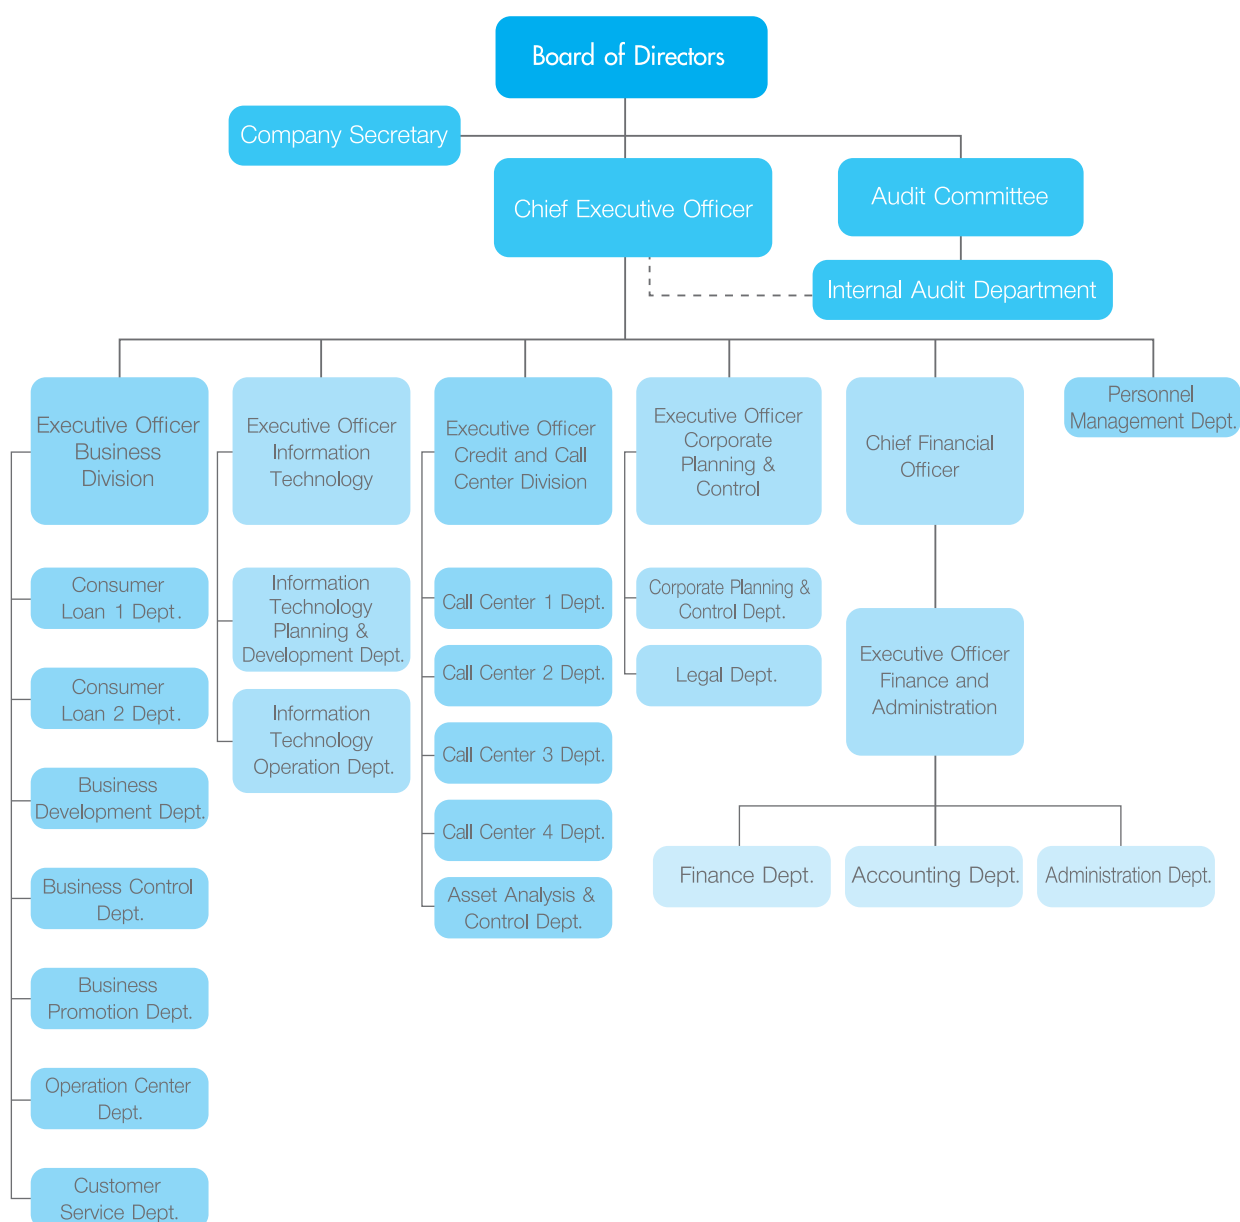 Board of Directors
Company Secretary
Chief Executive Officer
Audit Committee
Internal Audit Department
Executive Officer
Business
Division
Consumer
Loan 1 Dept.
Consumer
Loan 2 Dept.
Business
Development Dept.
Business Control
Dept.
Business
Promotion Dept.
Operation Center
Dept.
Customer
Service Dept.
Executive Officer
Information
Technology
Information
Technology
Planning &
Development Dept.
Information
Technology
Operation Dept.
Executive Officer
Credit and Call
Center Division
Call Center 1 Dept.
Call Center 2 Dept.
Call Center 3 Dept.
Call Center 4 Dept.
Asset Analysis &
Control Dept.
Executive Officer
Corporate
Planning &
Control
Corporate Planning &
Control Dept.
Legal Dept.
Chief Financial
Officer
Executive Officer
Finance and
Administration
Finance Dept.
Accounting Dept.
Administration Dept.
Personnel
Management Dept.